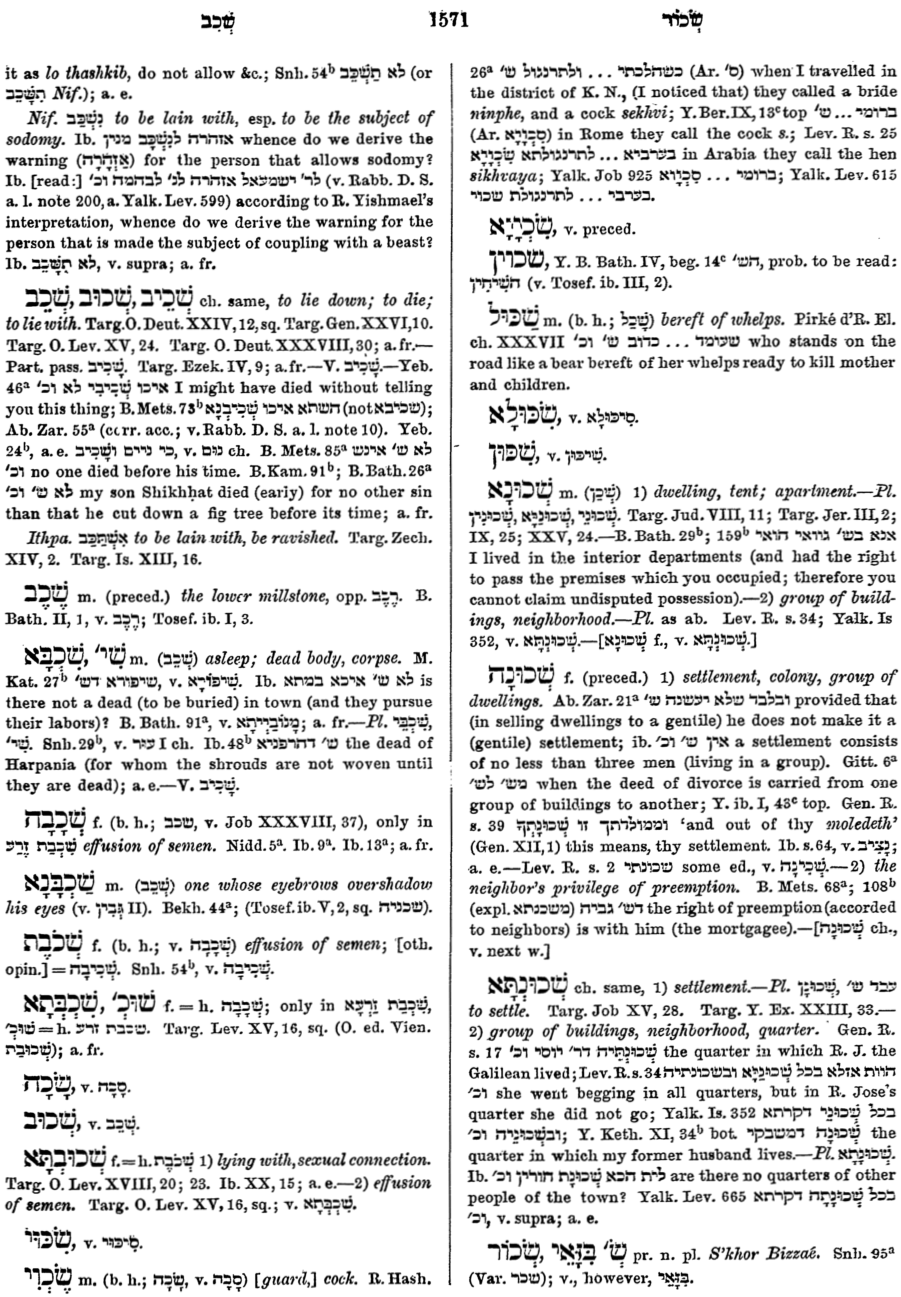 שָׁכֵב
1571
שָׁכוֹר
it as lo thashkib, do not allow &c.; Snh. 54ᵇ לא תַשְׁכֵּב (or
תִשָּׁכֵּב Nif.); a. e.
Nif. נִשְׁכַּב to be lain with, esp. to be the subject of
sodomy. Ib. אזהרה לַנִּשְׁכָּב מנין whence do we derive the
warning (אַזְהָרָה) for the person that allows sodomy?
Ib. [read:] לר' ישמעאל אזהרה לנ' לבהמה וכ' (v. Rabb. D. S.
a. l. note 200, a. Yalk. Lev. 599) according to R. Yishmael's
interpretation, whence do we derive the warning for the
person that is made the subject of coupling with a beast?
Ib. לא תִשָּׁכֵב, v. supra; a. fr.
שְׁכֵיב, שְׁכוּב, שְׁכַב ch. same, to lie down; to die;
to lie with. Targ. O. Deut. XXIV, 12, sq. Targ. Gen. XXVI, 10.
Targ. O. Lev. XV, 24. Targ. O. Deut. XXXVIII, 30; a. fr.—
Part. pass. שְׁכִיב. Targ. Ezek. IV, 9; a. fr.—V. שְׁכִיב.—Yeb.
46ᵃ איכו שְׁכִיבִי לא וכ' I might have died without telling
you this thing; B. Mets. 73ᵇ השתא איכו שְׁכִיבְנָא (not שכיבא);
Ab. Zar. 55ᵃ (corr. acc.; v. Rabb. D. S. a. l. note 10). Yeb.
24ᵇ, a. e. כי ניים ושָׁכֵיב, v. נוּם ch. B. Mets. 85ᵃ לא ש' אינש
וכ' no one died before his time. B. Kam. 91ᵇ; B. Bath. 26ᵃ
לא ש' וכ' my son Shikhḥat died (early) for no other sin
than that he cut down a fig tree before its time; a. fr.
Ithpa. אִשְׁתַּכַּב to be lain with, be ravished. Targ. Zech.
XIV, 2. Targ. Is. XIII, 16.
שֶׁכֶב m. (preced.) the lower millstone, opp. רֶכֶב. B.
Bath. II, 1, v. רֶכֶב; Tosef. ib. I, 3.
שִׁכְבָּא, שִׁי' m. (שְׁכֵב) asleep; dead body, corpse. M.
Kat. 27ᵇ שיפורא דש', v. שִׁיפּוֹרָא. Ib. לא ש' איכא במתא is
there not a dead (to be buried) in town (and they pursue
their labors)? B. Bath. 91ᵃ, v. מָנוֹבַיְיתָא; a. fr.—Pl. שִׁכְבֵי,
שִׁי'. Snh. 29ᵇ, v. עיר I ch. Ib. 48ᵇ ש' דהרפניא the dead of
Harpania (for whom the shrouds are not woven until
they are dead); a. e.—V. שְׁכִיב.
שְׁכָבָה f. (b. h.; שכב, v. Job XXXVIII, 37), only in
שִׁכְבַת זֶרַע effusion of semen. Nidd. 5ᵃ. Ib. 9ᵃ. Ib. 13ᵃ; a. fr.
שַׁכְבָּנָא m. (שְׁכַב) one whose eyebrows overshadow
his eyes (v. גָּבִין II). Bekh. 44ᵃ; (Tosef. ib. V, 2, sq. שכניה).
שְׁכֹבֶת f. (b. h.; v. שְׁכָבָה) effusion of semen; [oth.
opin.] = שְׁכִיבָה. Snh. 54ᵇ, v. שְׁכִיבָה.
שְׁכָבְתָּא, שׁוּכְ' f. = h. שְׁכָבָה; only in שִׁכְבַת זַרְעָא,
שׁוּכְ' = h. שכבת זרע. Targ. Lev. XV, 16, sq. (O. ed. Vien.
שְׁכוּבַת); a. fr.
שָׂכָה, v. סָכָה.
שְׁכוּב, v. שְׁכֵב.
שְׁכוּבְתָּא f. = h. שְׁכֹבֶת 1) lying with, sexual connection.
Targ. O. Lev. XVIII, 20; 23. Ib. XX, 15; a. e.—2) effusion
of semen. Targ. O. Lev. XV, 16, sq.; v. שְׁכָבְתָּא.
שִׂכּוּי, v. סִיכּוּי.
שֶׂכְוִי m. (b. h.; שָׂכָה, v. סָכָה) [guard,] cock. R. Hash.
26ᵃ כשהלכתי ... ולתרנגול ש' (Ar. ס') when I travelled in
the district of K. N., (I noticed that) they called a bride
ninphe, and a cock sekhvi; Y. Ber. IX, 13ᶜ top ברומי ... ש'
(Ar. סֶכְוְיָא) in Rome they call the cock s.; Lev. R. s. 25
בערביא ... לתרנגולתא שִׂכְוְיָא in Arabia they call the hen
sikhvaya; Yalk. Job 925 ברומי ... סִכְוְיָא; Yalk. Lev. 615
בערבי ... לתרנגולת שכוי.
שִׂכְוָיָא, v. preced.
שכוין, Y. B. Bath. IV, beg. 14ᶜ הש', prob. to be read:
הַשִּׁיחִין (v. Tosef. ib. III, 2).
שַׁכּוּל m. (b. h.; שָׁכַל) bereft of whelps. Pirké d'R. El.
ch. XXXVII שעומד ... כדוב ש' וכ' who stands on the
road like a bear bereft of her whelps ready to kill mother
and children.
שִׂכּוּלָא, v. סִיכּוּלָא.
שִׁכּוּן, v. שִׁיכּוּן.
שְׁכוּנָא m. (שָׁכַן) 1) dwelling, tent; apartment.—Pl.
שְׁכוּנִין, שְׁכוּנַיָּא, שְׁכוּנֵי. Targ. Jud. VIII, 11; Targ. Jer. III, 2;
IX, 25; XXV, 24.—B. Bath. 29ᵇ; 159ᵇ אנא בש' גוואי הואי
I lived in the interior departments (and had the right
to pass the premises which you occupied; therefore you
cannot claim undisputed possession).—2) group of build-
ings, neighborhood.—Pl. as ab. Lev. R. s. 34; Yalk. Is
352, v. שְׁכוּנְתָּא.—[שְׁכוּנָא f., v. שְׁכוּנְתָּא.]
שְׁכוּנָה f. (preced.) 1) settlement, colony, group of
dwellings. Ab. Zar. 21ᵃ ובלבד שלא יעשנה ש' provided that
(in selling dwellings to a gentile) he does not make it a
(gentile) settlement; ib. אין ש' וכ' a settlement consists
of no less than three men (living in a group). Gitt. 6ᵃ
מש' לש' when the deed of divorce is carried from one
group of buildings to another; Y. ib. I, 43ᶜ top. Gen. R.
s. 39 וממולדתך זו שְׁכוּנָתְךָ 'and out of thy moledeth'
(Gen. XII, 1) this means, thy settlement. Ib. s. 64, v. נְצִיב;
a. e.—Lev. R. s. 2 שכונתי some ed., v. שְׁכִינָה.—2) the
neighbor's privilege of preemption. B. Mets. 68ᵃ; 108ᵇ
(expl. משכנתא) דש' גביה the right of preemption (accorded
to neighbors) is with him (the mortgagee).—[שְׁכוּנָה ch.,
v. next w.]
שְׁכוּנְתָּא ch. same, 1) settlement.—Pl. שְׁכוּנָן, עבד ש'
to settle. Targ. Job XV, 28. Targ. Y. Ex. XXIII, 33.—
2) group of buildings, neighborhood, quarter. Gen. R.
s. 17 שְׁכוּנְתֵּיהּ דר' יוסי וכ' the quarter in which R. J. the
Galilean lived; Lev. R. s. 34 הוות אזלא בכל שְׁכוּנַיָּא ובשכונתיה
וכ' she went begging in all quarters, but in R. Jose's
quarter she did not go; Yalk. Is. 352 בכל שְׁכוּנֵי דקרתא
ובשְׁכוּנֵיהּ וכ'; Y. Keth. XI, 34ᵇ bot. שְׁכוּנָה דמשבקי the
quarter in which my former husband lives.—Pl. שְׁכוּנָתָא.
Ib. לית הכא שְׁכוּנָת חורין וכ' are there no quarters of other
people of the town? Yalk. Lev. 665 בכל שְׁכוּנָתָה דקרתא
וכ', v. supra; a. e.
שְׂכוֹר, שְׂ' בִּזָּאֵי pr. n. pl. S'khor Bizzaé. Snh. 95ᵃ
(Var. שכר); v., however, בִּזָּאֵי.